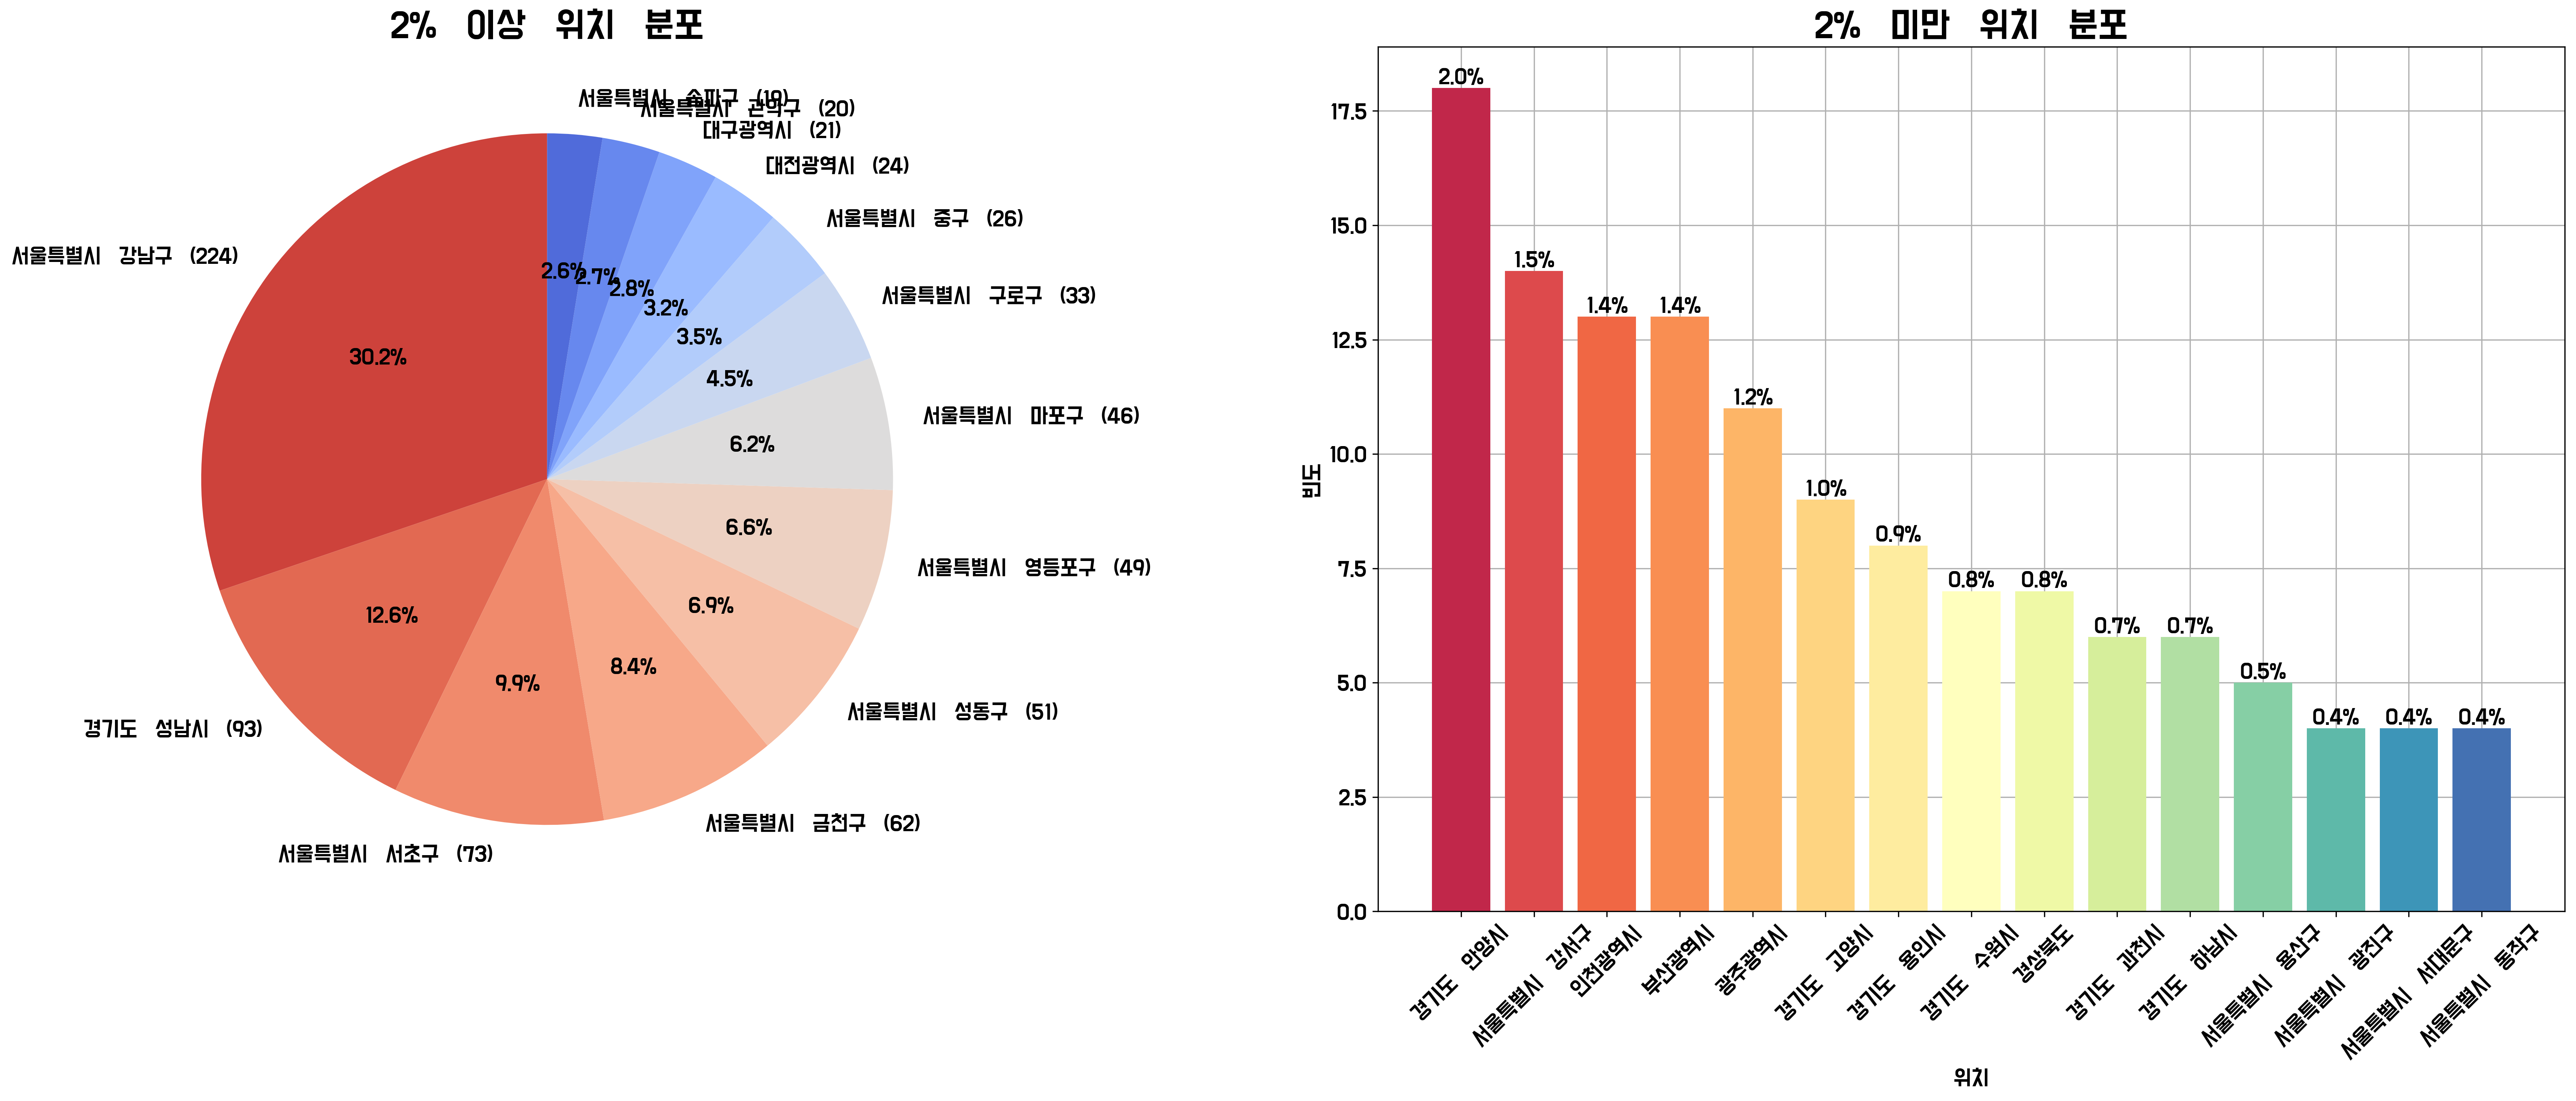 2% 이상 위치 분포
서울특별시 송파구 (19)
서울특별시 관악구 (20)
대구광역시 (21)
대전광역시 (24)
서울특별시 중구 (26)
서울특별시 구로구 (33)
서울특별시 마포구 (46)
서울특별시 영등포구 (49)
서울특별시 성동구 (51)
서울특별시 금천구 (62)
서울특별시 서초구 (73)
경기도 성남시 (93)
서울특별시 강남구 (224)
2.6%
2.7%
2.8%
3.2%
3.5%
4.5%
6.2%
6.6%
6.9%
8.4%
9.9%
12.6%
30.2%
2% 미만 위치 분포
빈도
17.5
15.0
12.5
10.0
7.5
5.0
2.5
0.0
2.0%
1.5%
1.4%
1.4%
1.2%
1.0%
0.9%
0.8%
0.8%
0.7%
0.7%
0.5%
0.4%
0.4%
0.4%
경기도 안양시
서울특별시 강서구
인천광역시
부산광역시
광주광역시
경기도 고양시
경기도 용인시
경기도 수원시
경상북도
경기도 과천시
경기도 하남시
서울특별시 용산구
서울특별시 광진구
서울특별시 서대문구
서울특별시 동작구
위치